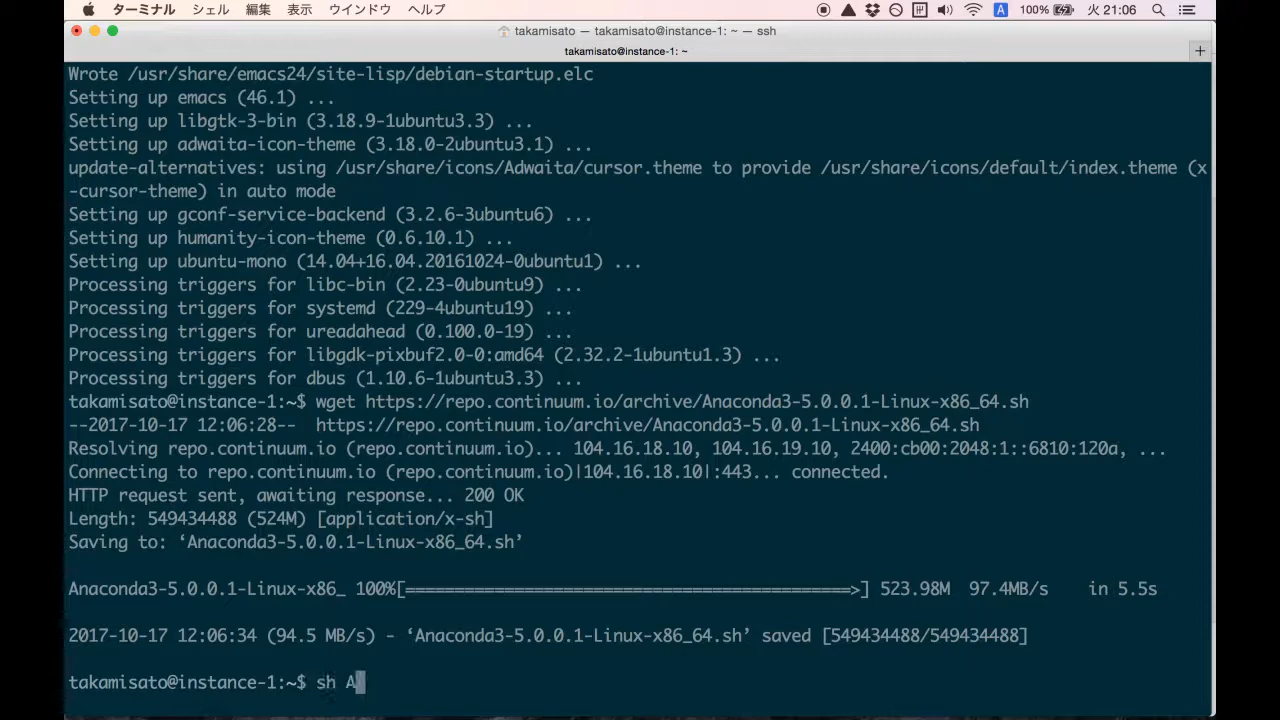 ターミナル シェル 編集 表示 ウインドウ ヘルプ A 100% 火 21:06
takamisato — takamisato@instance-1: ~ — ssh
takamisato@instance-1: ~ +
Wrote /usr/share/emacs24/site-lisp/debian-startup.elc
Setting up emacs (46.1) ...
Setting up libgtk-3-bin (3.18.9-1ubuntu3.3) ...
Setting up adwaita-icon-theme (3.18.0-2ubuntu3.1) ...
update-alternatives: using /usr/share/icons/Adwaita/cursor.theme to provide /usr/share/icons/default/index.theme (x
-cursor-theme) in auto mode
Setting up gconf-service-backend (3.2.6-3ubuntu6) ...
Setting up humanity-icon-theme (0.6.10.1) ...
Setting up ubuntu-mono (14.04+16.04.20161024-0ubuntu1) ...
Processing triggers for libc-bin (2.23-0ubuntu9) ...
Processing triggers for systemd (229-4ubuntu19) ...
Processing triggers for ureadahead (0.100.0-19) ...
Processing triggers for libgdk-pixbuf2.0-0:amd64 (2.32.2-1ubuntu1.3) ...
Processing triggers for dbus (1.10.6-1ubuntu3.3) ...
takamisato@instance-1:~$ wget https://repo.continuum.io/archive/Anaconda3-5.0.0.1-Linux-x86_64.sh
--2017-10-17 12:06:28--  https://repo.continuum.io/archive/Anaconda3-5.0.0.1-Linux-x86_64.sh
Resolving repo.continuum.io (repo.continuum.io)... 104.16.18.10, 104.16.19.10, 2400:cb00:2048:1::6810:120a, ...
Connecting to repo.continuum.io (repo.continuum.io)|104.16.18.10|:443... connected.
HTTP request sent, awaiting response... 200 OK
Length: 549434488 (524M) [application/x-sh]
Saving to: ‘Anaconda3-5.0.0.1-Linux-x86_64.sh’
Anaconda3-5.0.0.1-Linux-x86_ 100%[=============================================>] 523.98M  97.4MB/s    in 5.5s
2017-10-17 12:06:34 (94.5 MB/s) - ‘Anaconda3-5.0.0.1-Linux-x86_64.sh’ saved [549434488/549434488]
takamisato@instance-1:~$ sh A